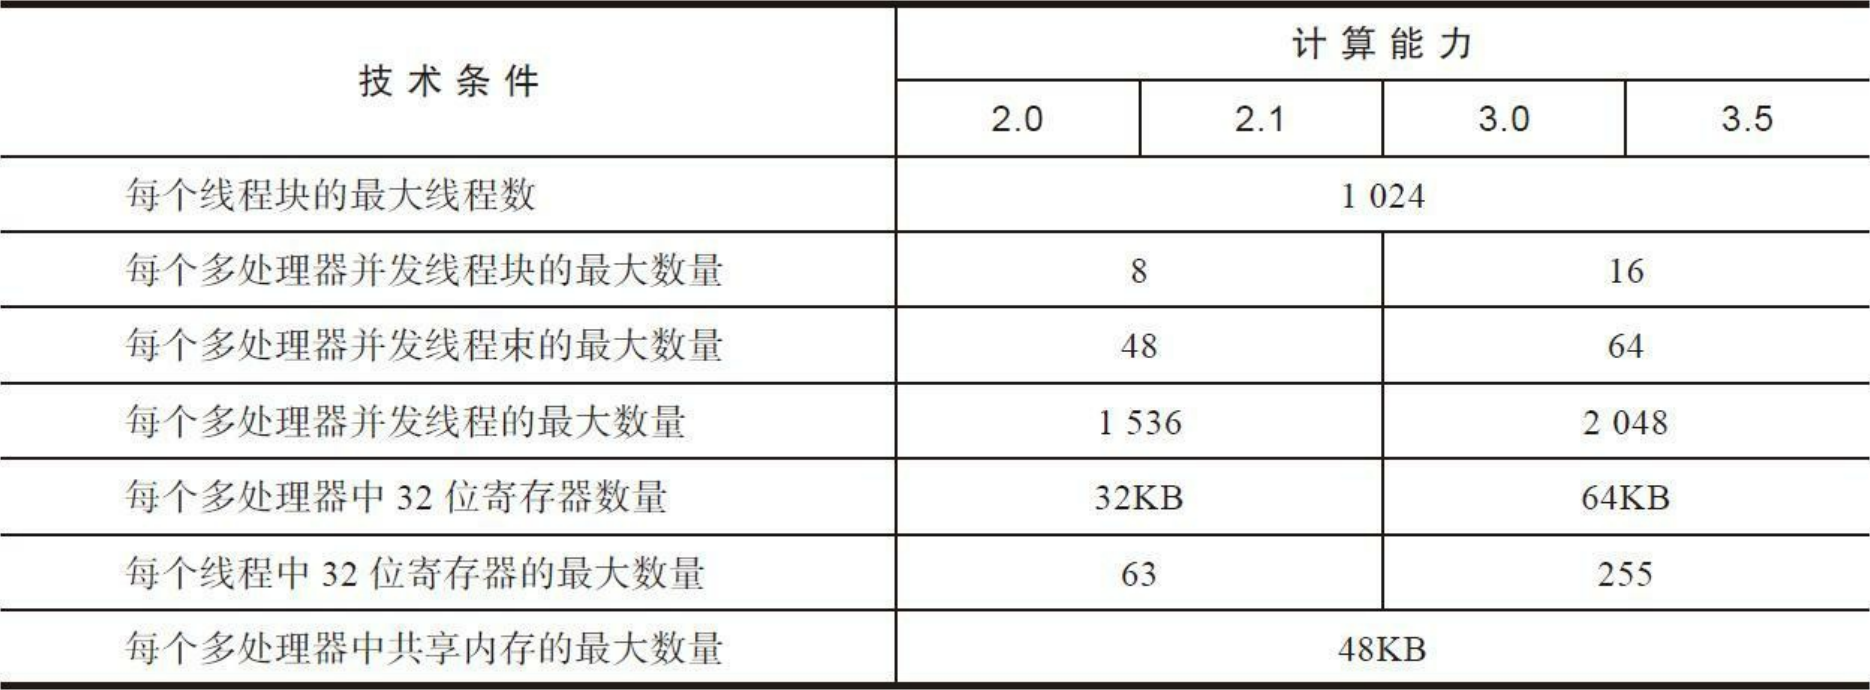 技术条件
计算能力
2.0 2.1 3.0 3.5
每个线程块的最大线程数 1 024
每个多处理器并发线程块的最大数量 8 16
每个多处理器并发线程束的最大数量 48 64
每个多处理器并发线程的最大数量 1 536 2 048
每个多处理器中 32 位寄存器数量 32KB 64KB
每个线程中 32 位寄存器的最大数量 63 255
每个多处理器中共享内存的最大数量 48KB